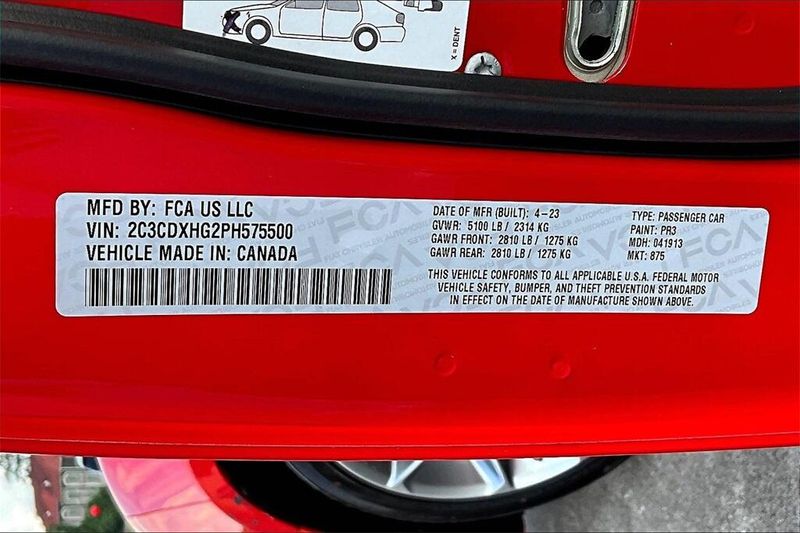 X = DENT
MFD BY: FCA US LLC
VIN: 2C3CDXHG2PH575500
VEHICLE MADE IN: CANADA
DATE OF MFR (BUILT): 4-23
GVWR: 5100 LB / 2314 KG
GAWR FRONT: 2810 LB / 1275 KG
GAWR REAR: 2810 LB / 1275 KG
TYPE: PASSENGER CAR
PAINT: PR3
MDH: 041913
MKT: 875
THIS VEHICLE CONFORMS TO ALL APPLICABLE U.S.A. FEDERAL MOTOR
VEHICLE SAFETY, BUMPER, AND THEFT PREVENTION STANDARDS
IN EFFECT ON THE DATE OF MANUFACTURE SHOWN ABOVE.